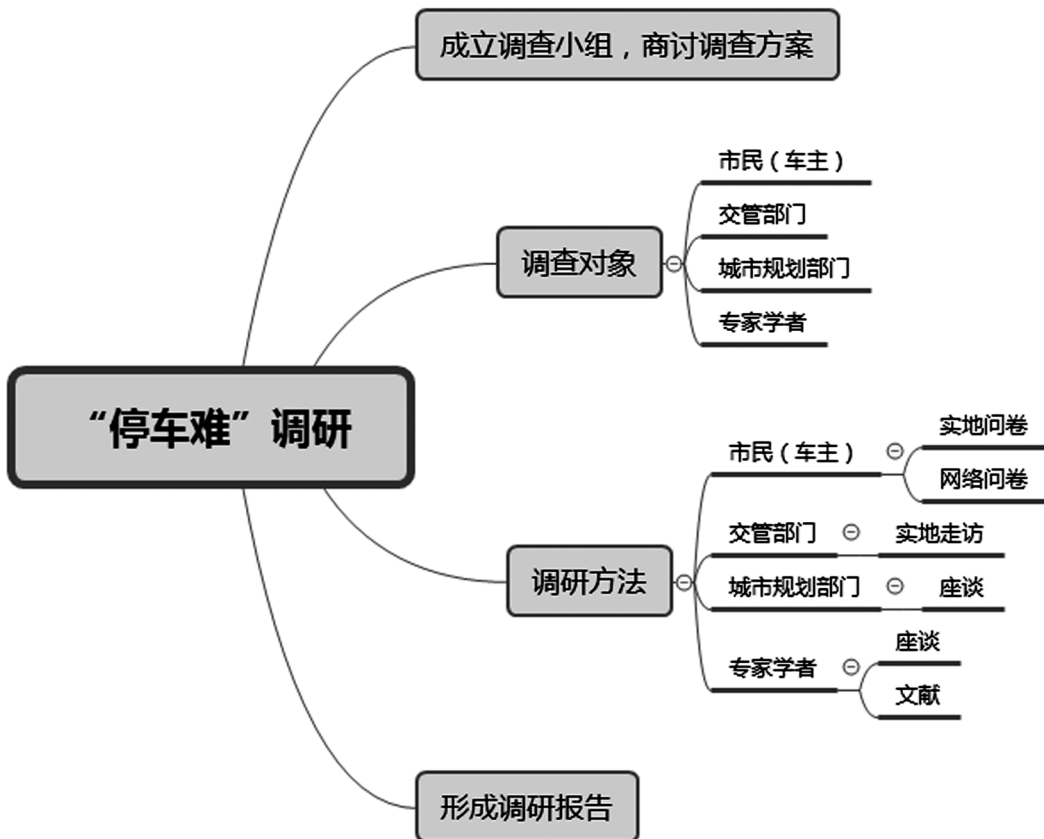 成立调查小组，商讨调查方案
市民（车主）
交管部门
调查对象
城市规划部门
专家学者
“停车难”调研
实地问卷
市民（车主）
网络问卷
交管部门
实地走访
调研方法
城市规划部门
座谈
座谈
专家学者
文献
形成调研报告